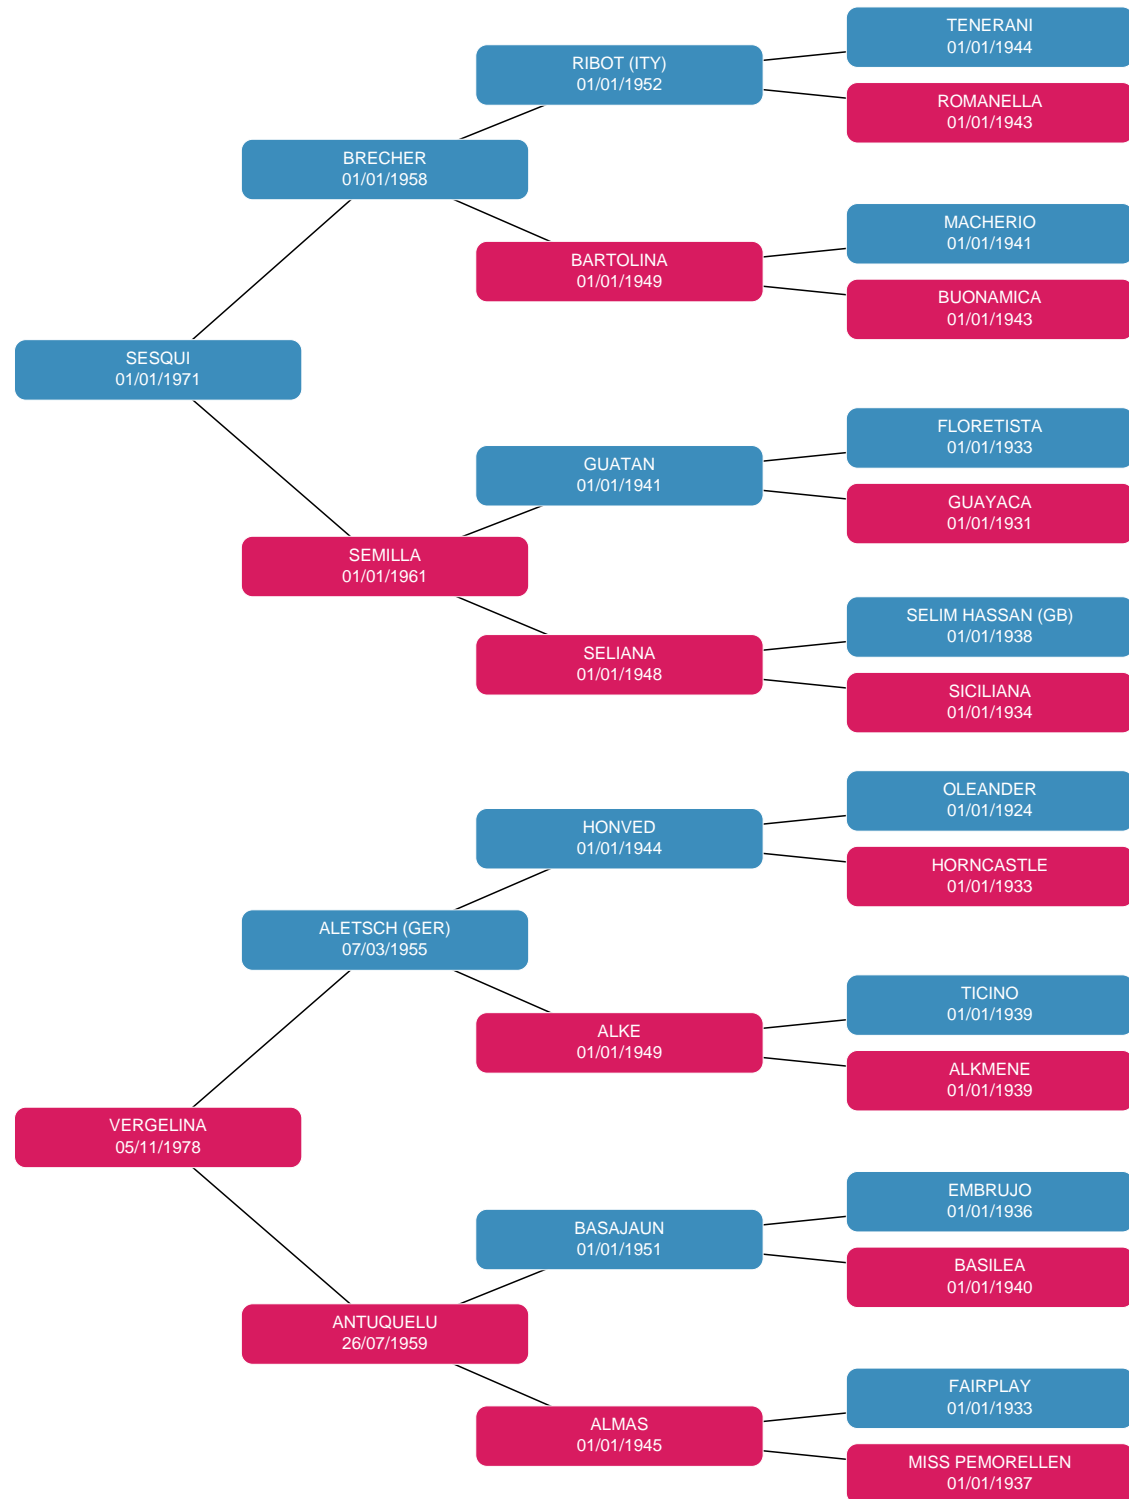 TENERANI
01/01/1944
RIBOT (ITY)
01/01/1952
ROMANELLA
01/01/1943
BRECHER
01/01/1958
MACHERIO
01/01/1941
BARTOLINA
01/01/1949
BUONAMICA
01/01/1943
SESQUI
01/01/1971
FLORETISTA
01/01/1933
GUATAN
01/01/1941
GUAYACA
01/01/1931
SEMILLA
01/01/1961
SELIM HASSAN (GB)
01/01/1938
SELIANA
01/01/1948
SICILIANA
01/01/1934
OLEANDER
01/01/1924
HONVED
01/01/1944
HORNCASTLE
01/01/1933
ALETSCH (GER)
07/03/1955
TICINO
01/01/1939
ALKE
01/01/1949
ALKMENE
01/01/1939
VERGELINA
05/11/1978
EMBRUJO
01/01/1936
BASAJAUN
01/01/1951
BASILEA
01/01/1940
ANTUQUELU
26/07/1959
FAIRPLAY
01/01/1933
ALMAS
01/01/1945
MISS PEMORELLEN
01/01/1937